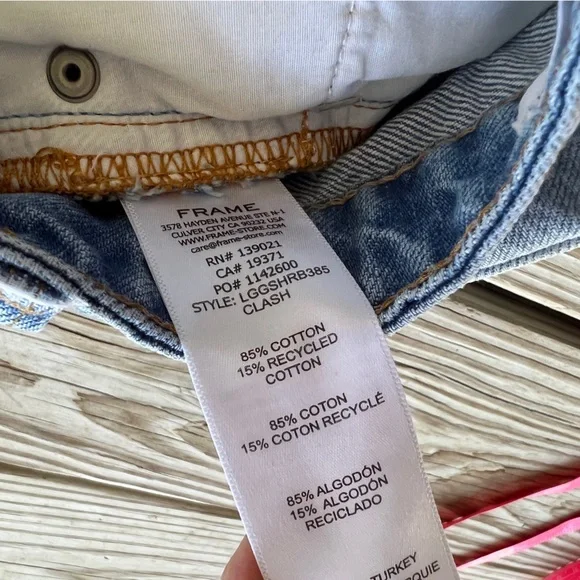 FRAME
3578 HAYDEN AVENUE STE N-1
CULVER CITY CA 90232 USA
WWW.FRAME-STORE.COM
care@frame-store.com
RN# 139021
CA# 19371
PO# 1142600
STYLE: LGGSHRB385
CLASH
85% COTTON
15% RECYCLED
COTTON
85% COTON
15% COTON RECYCLÉ
85% ALGODÓN
15% ALGODÓN
RECICLADO
TURKEY